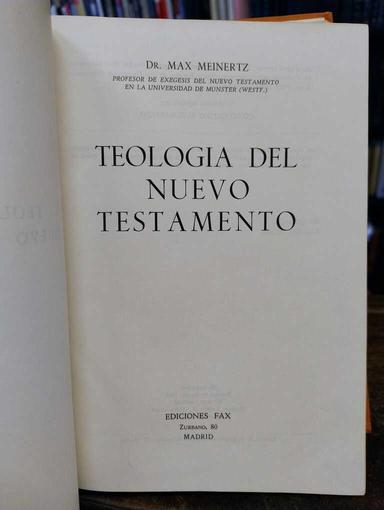 DR. MAX MEINERTZ
PROFESOR DE EXEGESIS DEL NUEVO TESTAMENTO
EN LA UNIVERSIDAD DE MUNSTER (WESTF.)
TEOLOGIA DEL
NUEVO
TESTAMENTO
EDICIONES FAX
ZURBANO, 80
MADRID